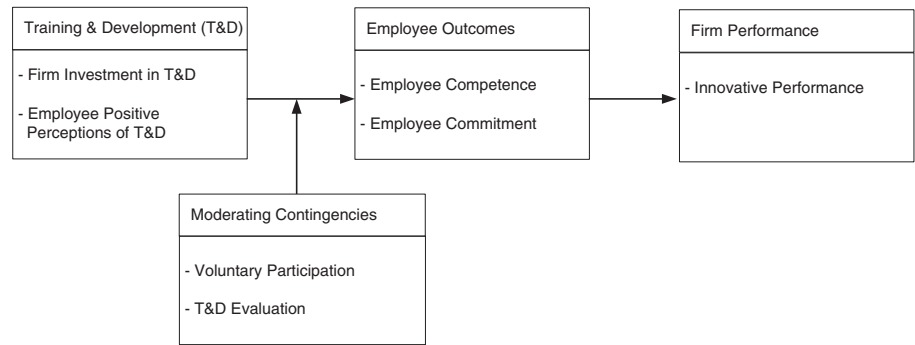 Training & Development (T&D)
- Firm Investment in T&D
- Employee Positive
Perceptions of T&D
Employee Outcomes
- Employee Competence
- Employee Commitment
Firm Performance
- Innovative Performance
Moderating Contingencies
- Voluntary Participation
- T&D Evaluation